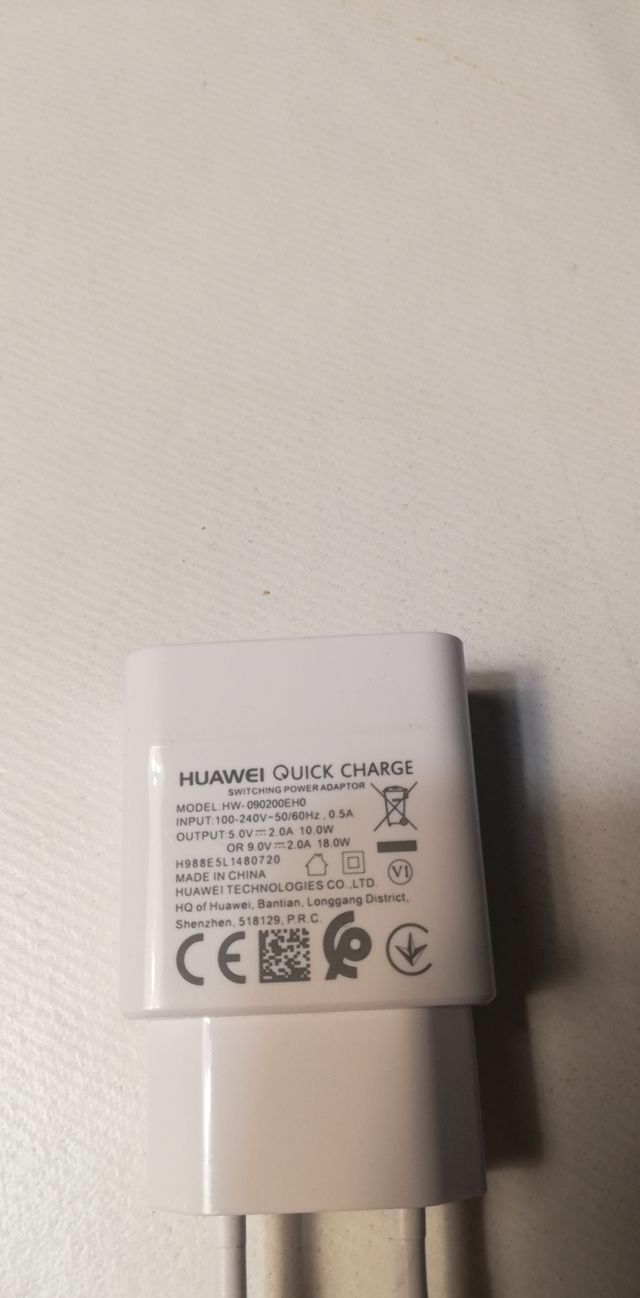 HUAWEI QUICK CHARGE
SWITCHING POWER ADAPTOR
MODEL:HW-090200EH0
INPUT:100-240V~50/60Hz , 0.5A
OUTPUT:5.0V⎓2.0A 10.0W
OR 9.0V⎓2.0A 18.0W
H988E5L1480720
MADE IN CHINA
VI
HUAWEI TECHNOLOGIES CO.,LTD.
HQ of Huawei, Bantian, Longgang District,
Shenzhen, 518129, P.R.C.
CE